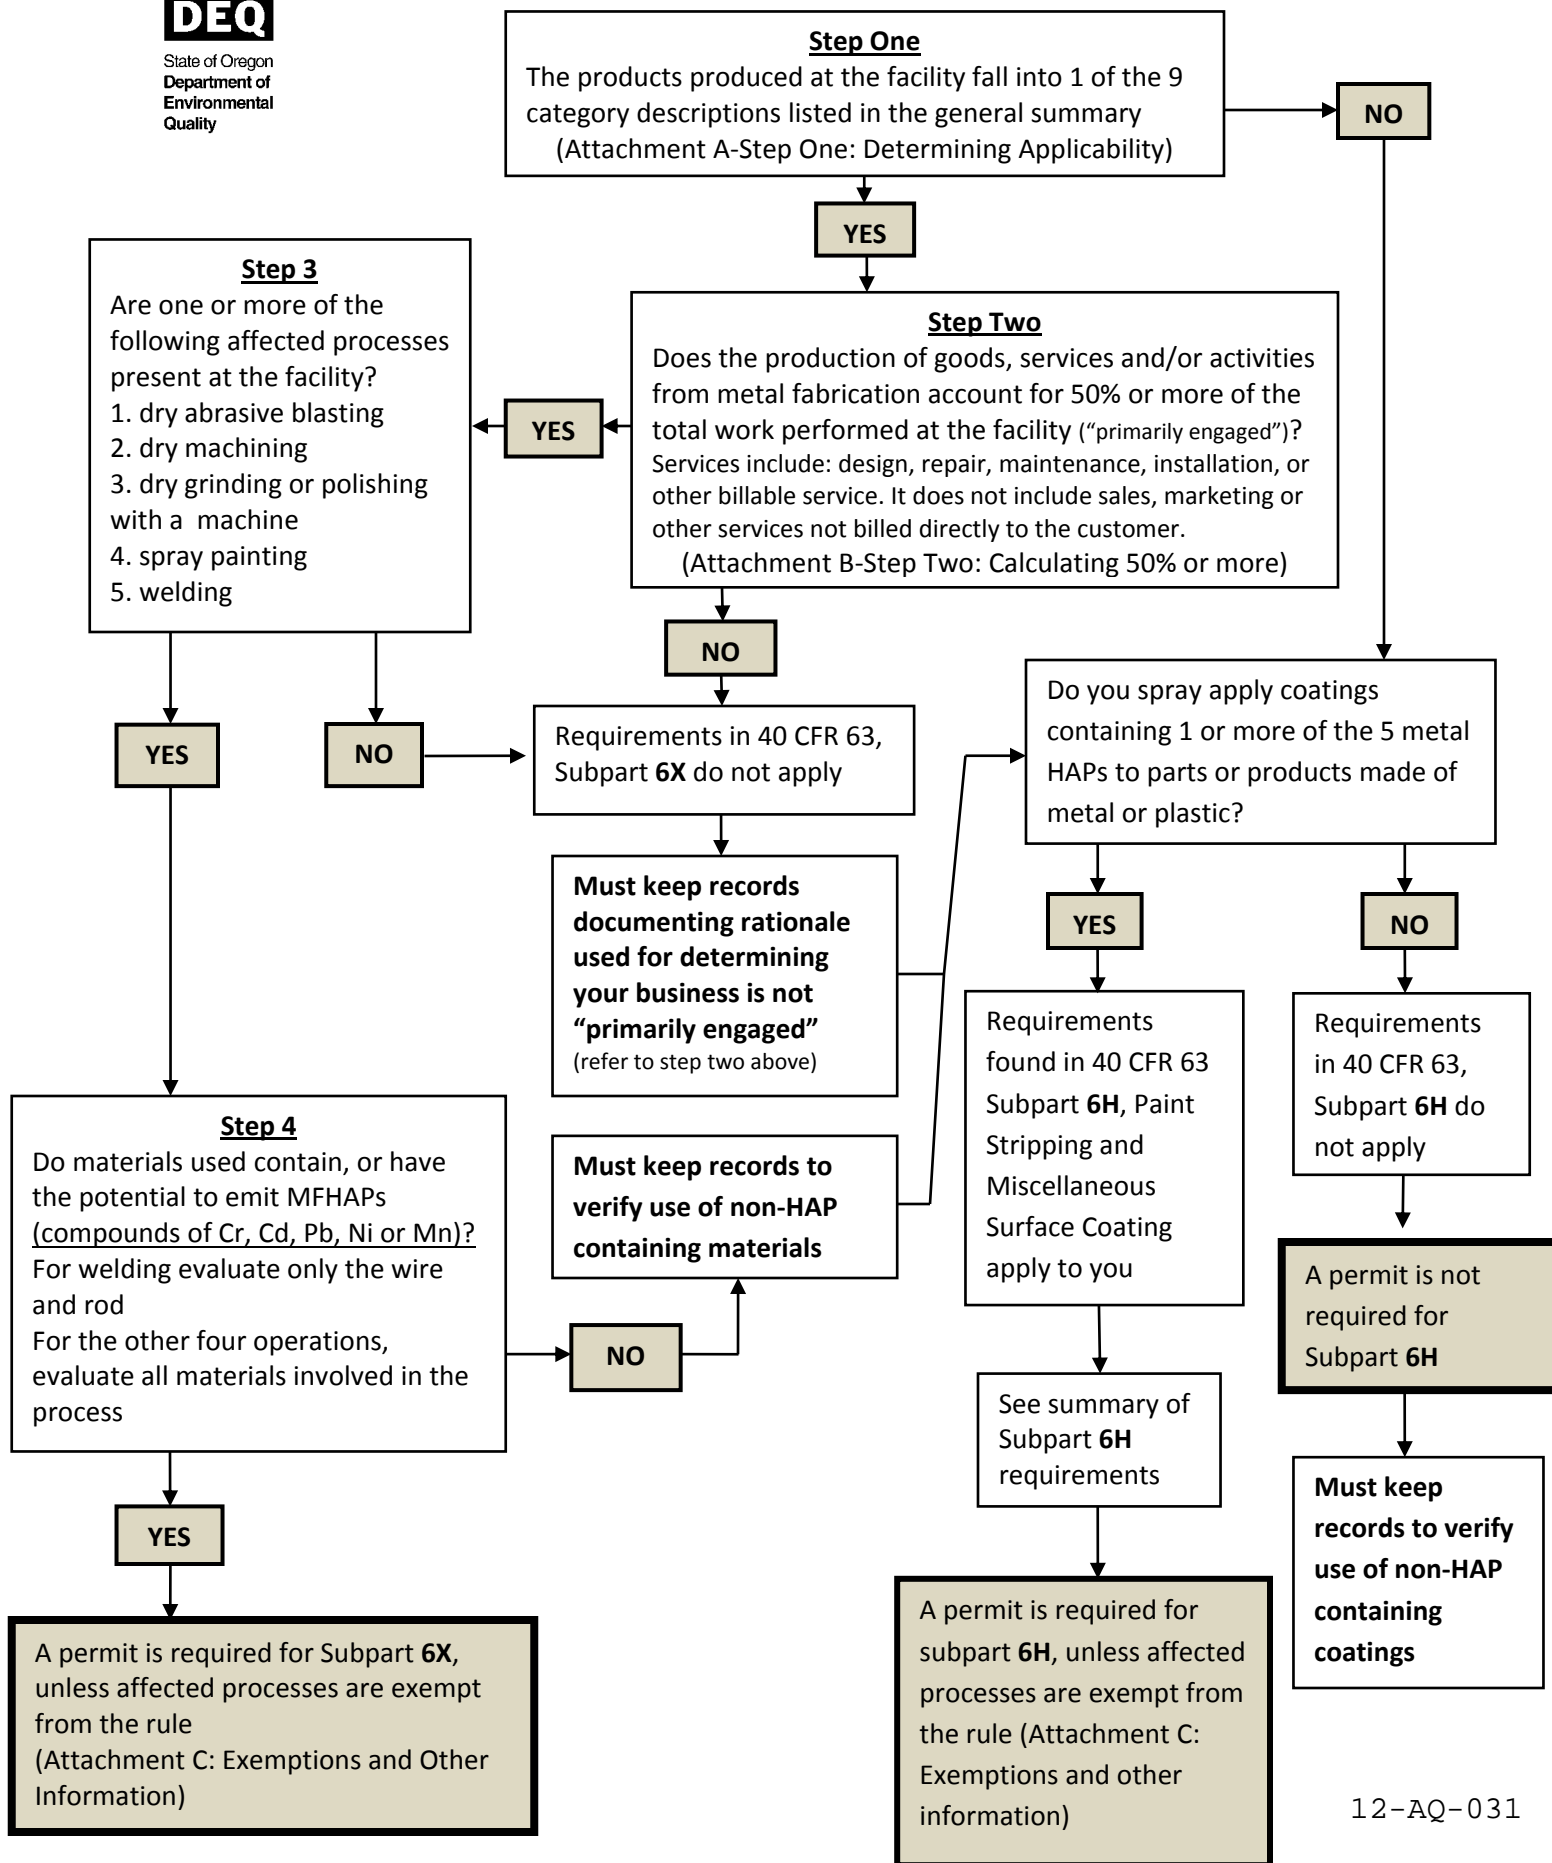 DEQ
State of Oregon
Department of
Environmental
Quality
Step One
The products produced at the facility fall into 1 of the 9
category descriptions listed in the general summary
(Attachment A-Step One: Determining Applicability)
NO
YES
Step 3
Are one or more of the
following affected processes
present at the facility?
1. dry abrasive blasting
2. dry machining
3. dry grinding or polishing
with a machine
4. spray painting
5. welding
YES
Step Two
Does the production of goods, services and/or activities
from metal fabrication account for 50% or more of the
total work performed at the facility (“primarily engaged”)?
Services include: design, repair, maintenance, installation, or
other billable service. It does not include sales, marketing or
other services not billed directly to the customer.
(Attachment B-Step Two: Calculating 50% or more)
NO
YES
NO
Requirements in 40 CFR 63,
Subpart 6X do not apply
Do you spray apply coatings
containing 1 or more of the 5 metal
HAPs to parts or products made of
metal or plastic?
Must keep records
documenting rationale
used for determining
your business is not
“primarily engaged”
(refer to step two above)
YES
NO
Requirements
found in 40 CFR 63
Subpart 6H, Paint
Stripping and
Miscellaneous
Surface Coating
apply to you
Requirements
in 40 CFR 63,
Subpart 6H do
not apply
Step 4
Do materials used contain, or have
the potential to emit MFHAPs
(compounds of Cr, Cd, Pb, Ni or Mn)?
For welding evaluate only the wire
and rod
For the other four operations,
evaluate all materials involved in the
process
Must keep records to
verify use of non-HAP
containing materials
NO
A permit is not
required for
Subpart 6H
See summary of
Subpart 6H
requirements
Must keep
records to verify
use of non-HAP
containing
coatings
YES
A permit is required for Subpart 6X,
unless affected processes are exempt
from the rule
(Attachment C: Exemptions and Other
Information)
A permit is required for
subpart 6H, unless affected
processes are exempt from
the rule (Attachment C:
Exemptions and other
information)
12-AQ-031